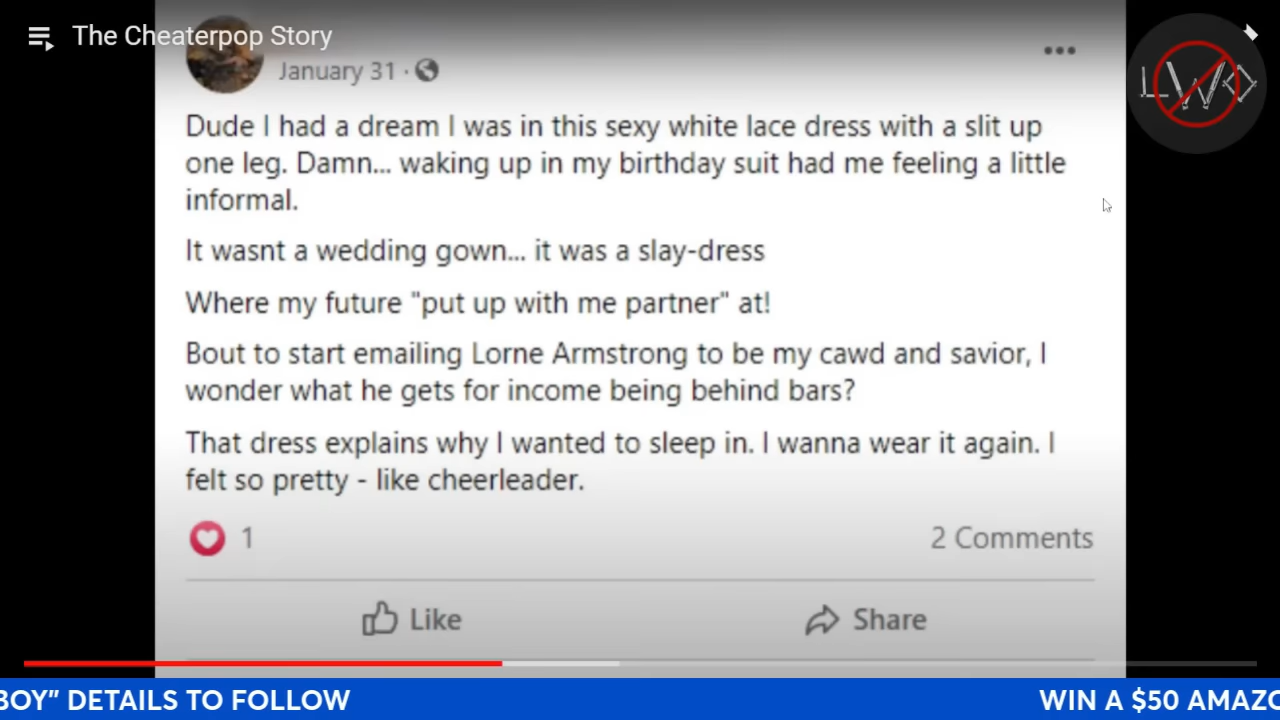 The Cheaterpop Story
LWO
January 31 ·
Dude I had a dream I was in this sexy white lace dress with a slit up
one leg. Damn... waking up in my birthday suit had me feeling a little
informal.
It wasnt a wedding gown... it was a slay-dress
Where my future "put up with me partner" at!
Bout to start emailing Lorne Armstrong to be my cawd and savior, I
wonder what he gets for income being behind bars?
That dress explains why I wanted to sleep in. I wanna wear it again. I
felt so pretty - like cheerleader.
1
2 Comments
Like
Share
BOY” DETAILS TO FOLLOW
WIN A $50 AMAZO